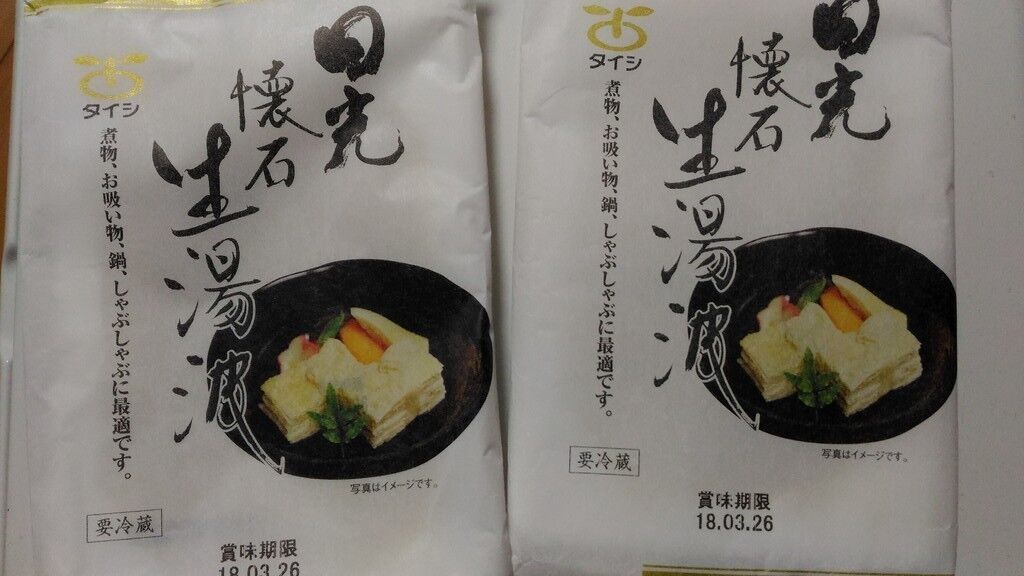 タイシ
日光
懐石
生湯波
煮物、お吸い物、鍋、しゃぶしゃぶに最適です。
写真はイメージです。
要冷蔵
賞味期限
18.03.26
タイシ
日光
懐石
生湯波
煮物、お吸い物、鍋、しゃぶしゃぶに最適です。
写真はイメージです。
要冷蔵
賞味期限
18.03.26